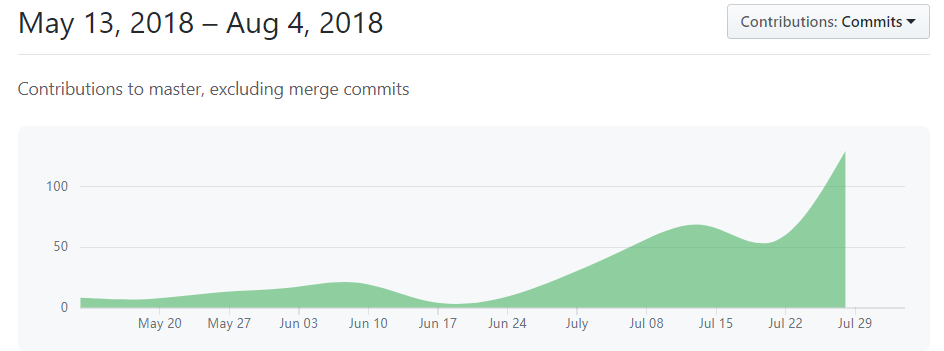 May 13, 2018 – Aug 4, 2018
Contributions: Commits
Contributions to master, excluding merge commits
100
50
0
May 20 May 27 Jun 03 Jun 10 Jun 17 Jun 24 July Jul 08 Jul 15 Jul 22 Jul 29